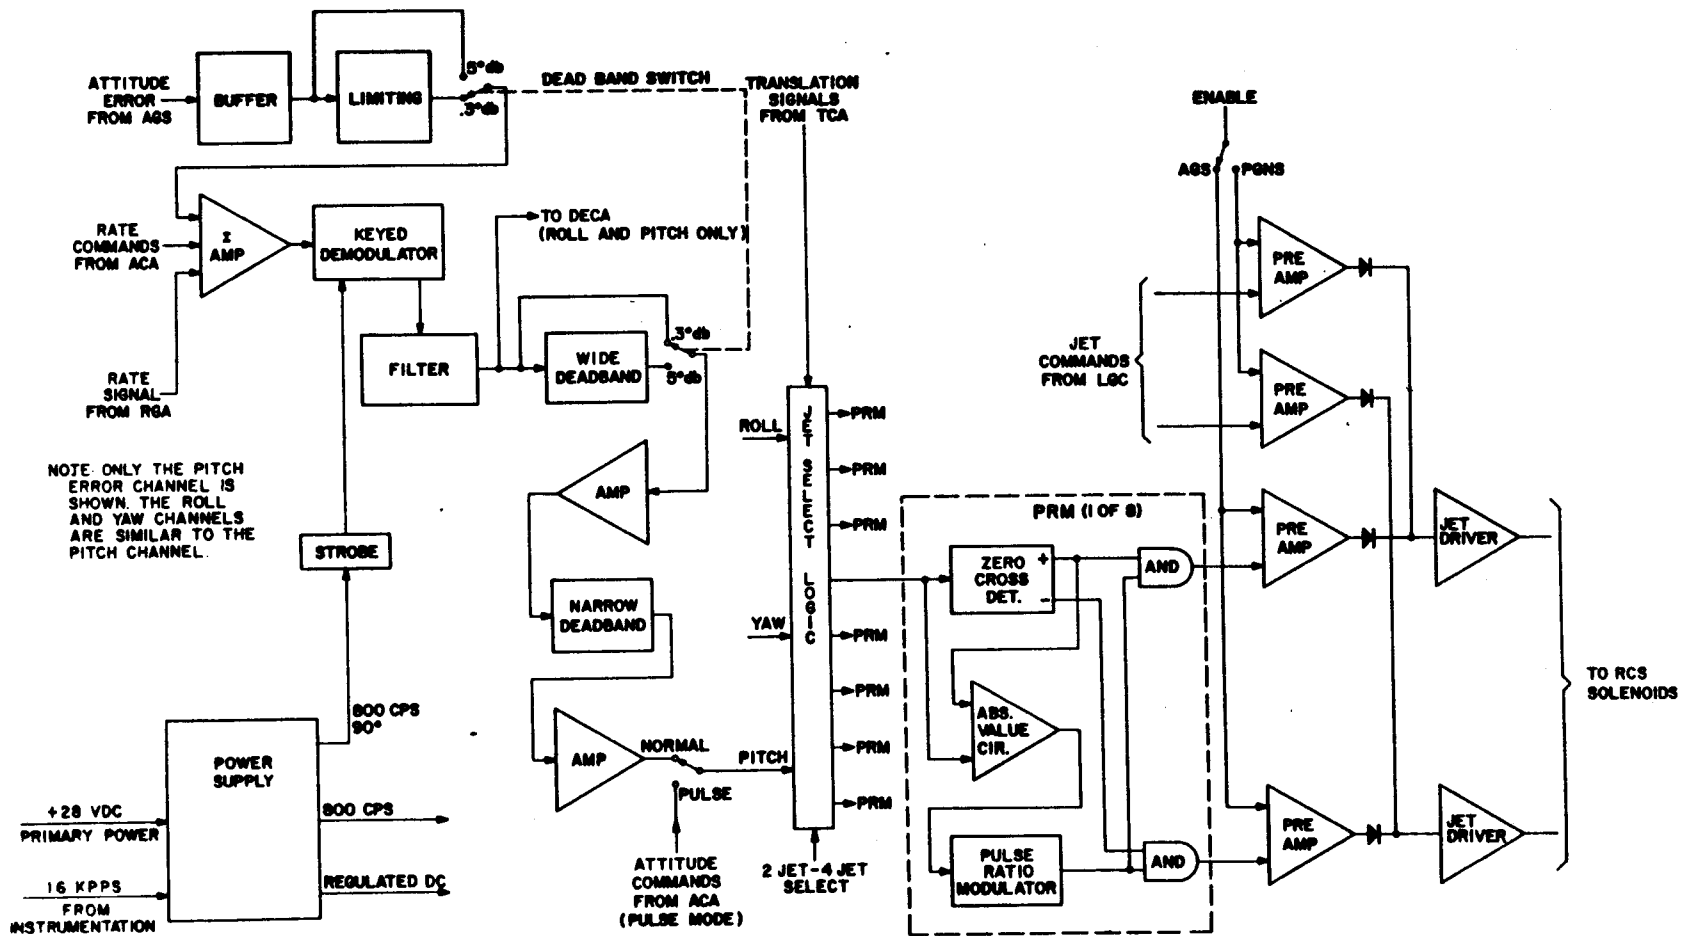 ATTITUDE
ERROR
FROM AGS
BUFFER
LIMITING
5°db
.3°db
DEAD BAND SWITCH
TRANSLATION
SIGNALS
FROM TCA
ENABLE
AGS
PGNS
RATE
COMMANDS
FROM ACA
Σ
AMP
KEYED
DEMODULATOR
TO DECA
(ROLL AND PITCH ONLY)
RATE
SIGNAL
FROM RGA
FILTER
WIDE
DEADBAND
.3°db
5°db
NOTE: ONLY THE PITCH
ERROR CHANNEL IS
SHOWN. THE ROLL
AND YAW CHANNELS
ARE SIMILAR TO THE
PITCH CHANNEL.
STROBE
AMP
NARROW
DEADBAND
AMP
NORMAL
PULSE
ATTITUDE
COMMANDS
FROM ACA
(PULSE MODE)
POWER
SUPPLY
800 CPS
90°
800 CPS
REGULATED DC
+28 VDC
PRIMARY POWER
16 KPPS
FROM
INSTRUMENTATION
ROLL
YAW
PITCH
JET SELECT LOGIC
2 JET-4 JET
SELECT
PRM
PRM
PRM
PRM
PRM
PRM
PRM
PRM (1 OF 8)
ZERO
CROSS
DET.
+
-
AND
ABS.
VALUE
CIR.
PULSE
RATIO
MODULATOR
AND
JET
COMMANDS
FROM LGC
PRE
AMP
PRE
AMP
PRE
AMP
PRE
AMP
JET
DRIVER
JET
DRIVER
TO RCS
SOLENOIDS